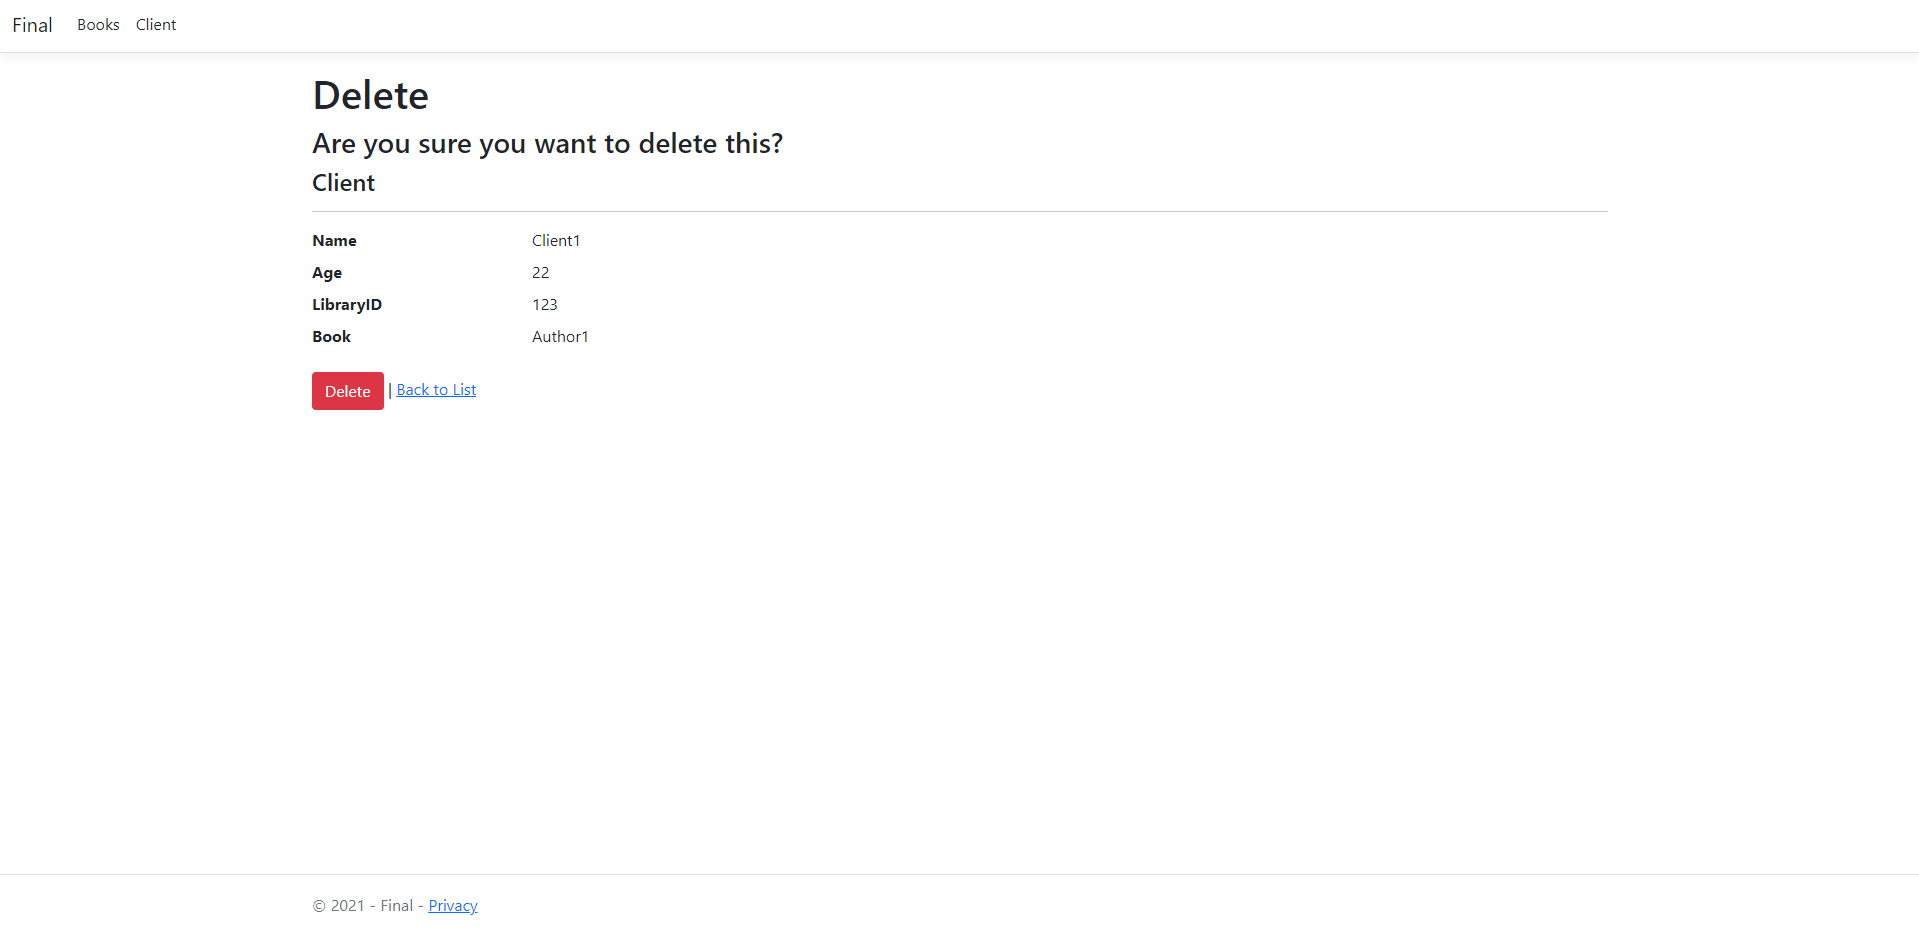 Final Books Client
Delete
Are you sure you want to delete this?
Client
Name Client1
Age 22
LibraryID 123
Book Author1
Delete | Back to List
© 2021 - Final - Privacy